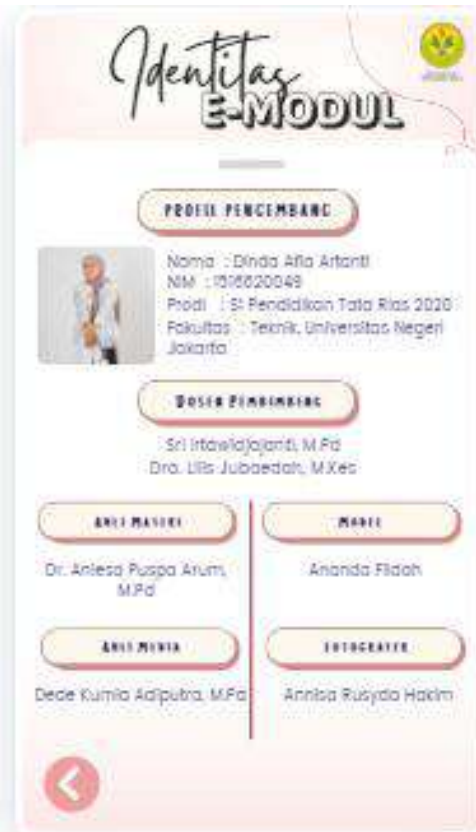 Identitas
E-MODUL
PROFIL PENGEMBANG
Nama : Dinda Afia Artanti
NIM : 1516620049
Prodi : S1 Pendidikan Tata Rias 2020
Fakultas : Teknik, Universitas Negeri
Jakarta
DOSEN PEMBIMBING
Sri Irtawidjajanti, M.Pd
Dra. Lilis Jubaedah, M.Kes
AHLI MATERI
MODEL
Dr. Aniesa Puspa Arum,
M.Pd
Ananda Fildah
AHLI MEDIA
FOTOGRAFER
Dede Kurnia Adiputra, M.Pd
Annisa Rusyda Hakim